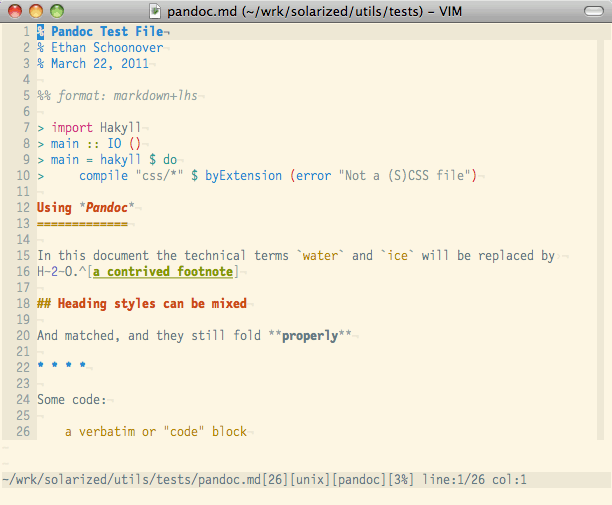 pandoc.md (~/wrk/solarized/utils/tests) – VIM
1 % Pandoc Test File¬
2 % Ethan Schoonover¬
3 % March 22, 2011¬
4 ¬
5 %% format: markdown+lhs¬
6 ¬
7 > import Hakyll¬
8 > main :: IO ()¬
9 > main = hakyll $ do¬
10 >     compile "css/*" $ byExtension (error "Not a (S)CSS file")¬
11 ¬
12 Using *Pandoc*¬
13 =============¬
14 ¬
15 In this document the technical terms `water` and `ice` will be replaced by ¬
16 H-2-O.^[a contrived footnote]¬
17 ¬
18 ## Heading styles can be mixed¬
19 ¬
20 And matched, and they still fold **properly**¬
21 ¬
22 * * * *¬
23 ¬
24 Some code:¬
25 ¬
26     a verbatim or "code" block¬
¬
¬
~/wrk/solarized/utils/tests/pandoc.md[26][unix][pandoc][3%] line:1/26 col:1